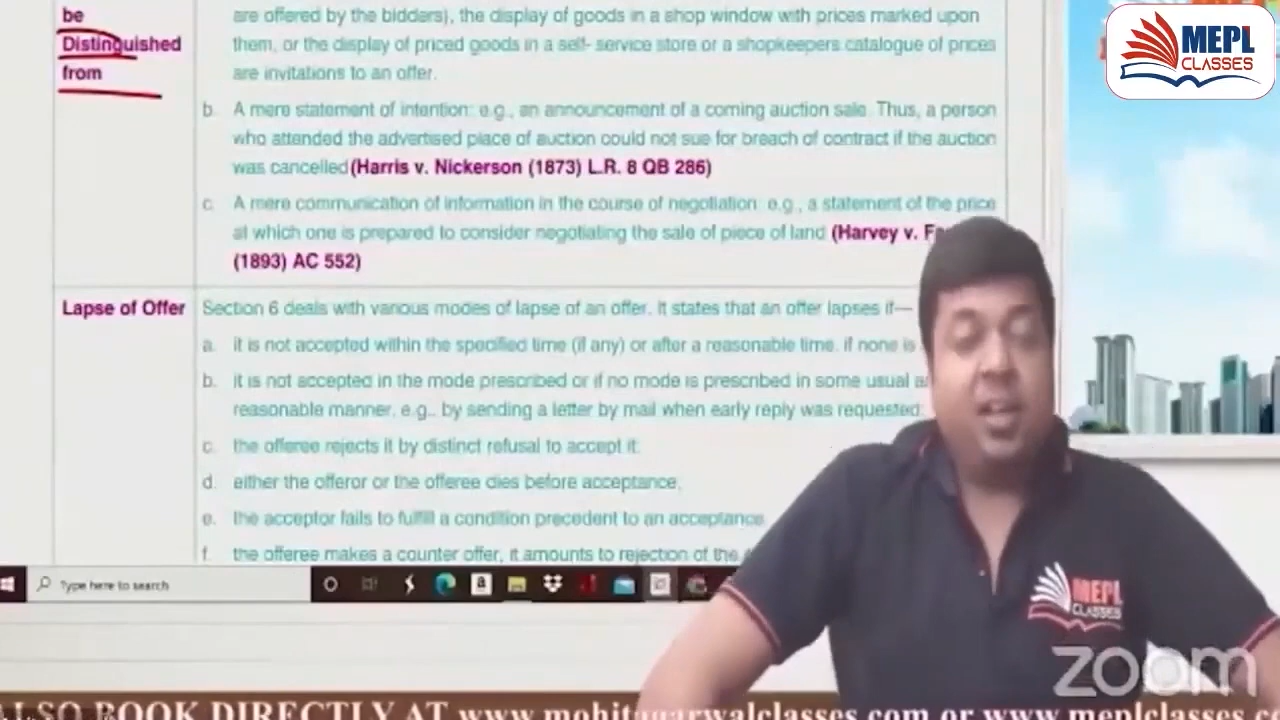 be
Distinguished
from
are offered by the bidders), the display of goods in a shop window with prices marked upon
them, or the display of priced goods in a self- service store or a shopkeepers catalogue of prices
are invitations to an offer.
b. A mere statement of intention: e.g., an announcement of a coming auction sale. Thus, a person
who attended the advertised place of auction could not sue for breach of contract if the auction
was cancelled (Harris v. Nickerson (1873) L.R. 8 QB 286)
c. A mere communication of information in the course of negotiation: e.g., a statement of the price
at which one is prepared to consider negotiating the sale of piece of land (Harvey v.
(1893) AC 552)
Lapse of Offer
Section 6 deals with various modes of lapse of an offer. It states that an offer lapses if—
a. it is not accepted within the specified time (if any) or after a reasonable time, if none is
b. it is not accepted in the mode prescribed or if no mode is prescribed in some usual
reasonable manner, e.g., by sending a letter by mail when early reply was requested;
c. the offeree rejects it by distinct refusal to accept it;
d. either the offeror or the offeree dies before acceptance;
e. the acceptor fails to fulfill a condition precedent to an acceptance
f. the offeree makes a counter offer, it amounts to rejection of the
Type here to search
MEPL
CLASSES
MEPL
CLASSES
zoom
ALSO BOOK DIRECTLY AT www.mohitagarwalclasses.com or www.meplclasses.co